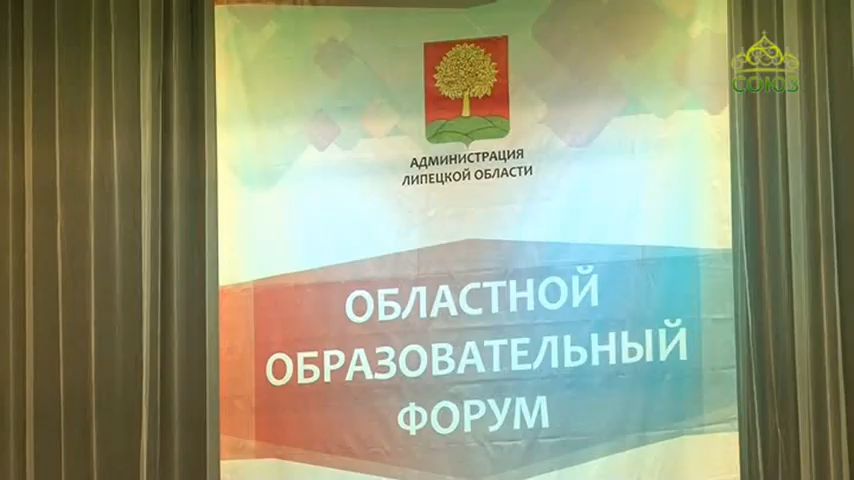 СОЮЗ
АДМИНИСТРАЦИЯ
ЛИПЕЦКОЙ ОБЛАСТИ
ОБЛАСТНОЙ
ОБРАЗОВАТЕЛЬНЫЙ
ФОРУМ